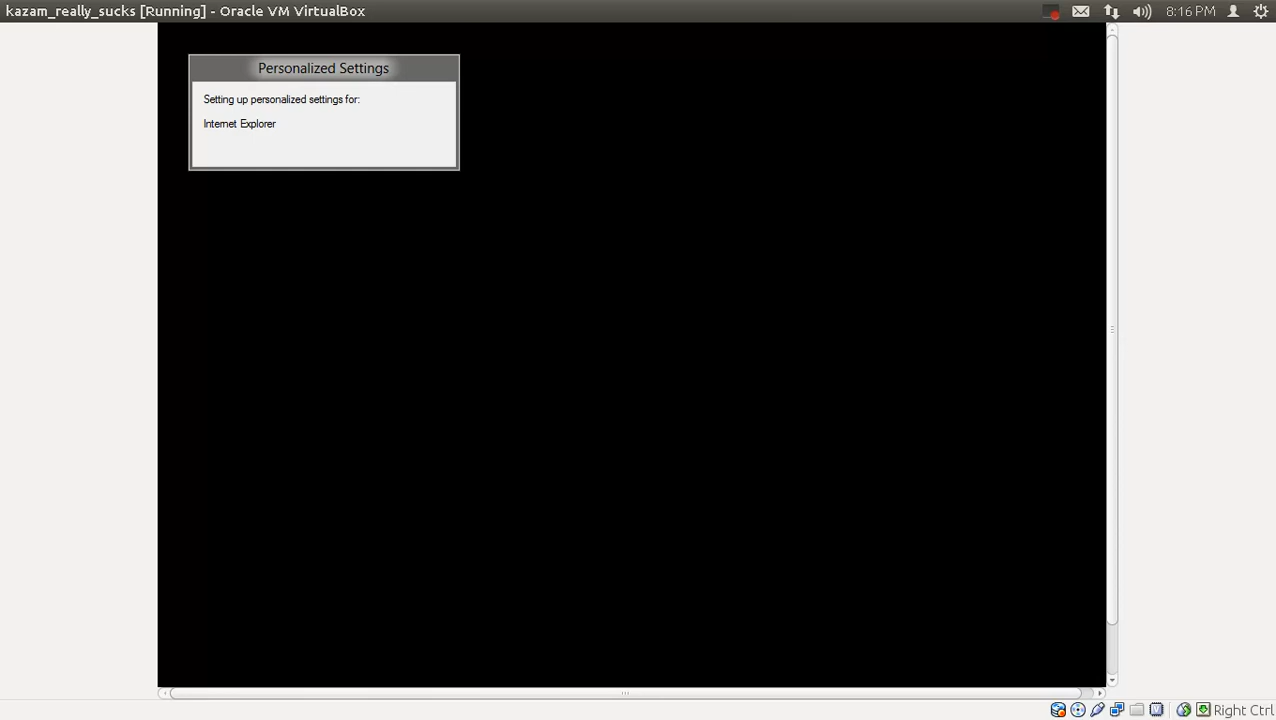 kazam_really_sucks [Running] - Oracle VM VirtualBox
8:16 PM
Personalized Settings
Setting up personalized settings for:
Internet Explorer
Right Ctrl